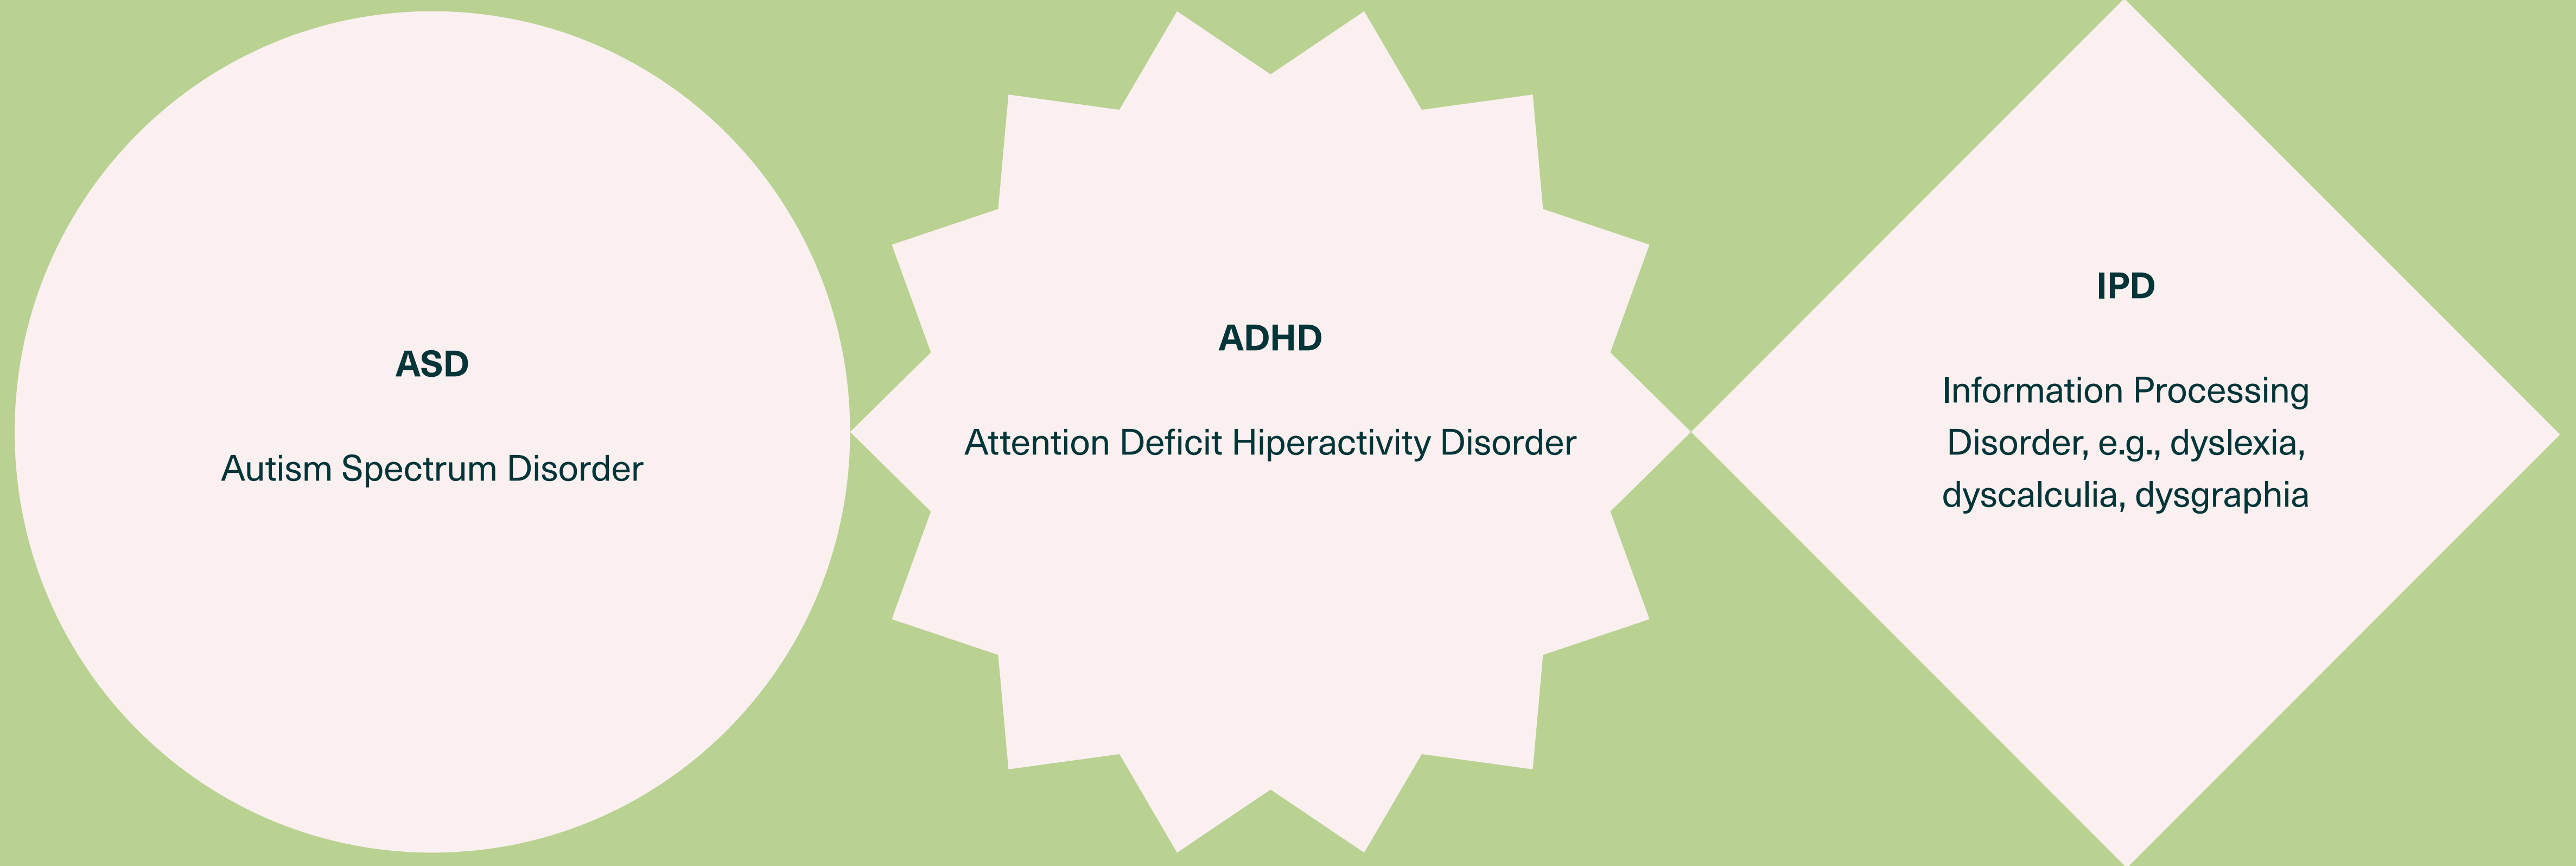 ASD
Autism Spectrum Disorder
ADHD
Attention Deficit Hiperactivity Disorder
IPD
Information Processing
Disorder, e.g., dyslexia,
dyscalculia, dysgraphia